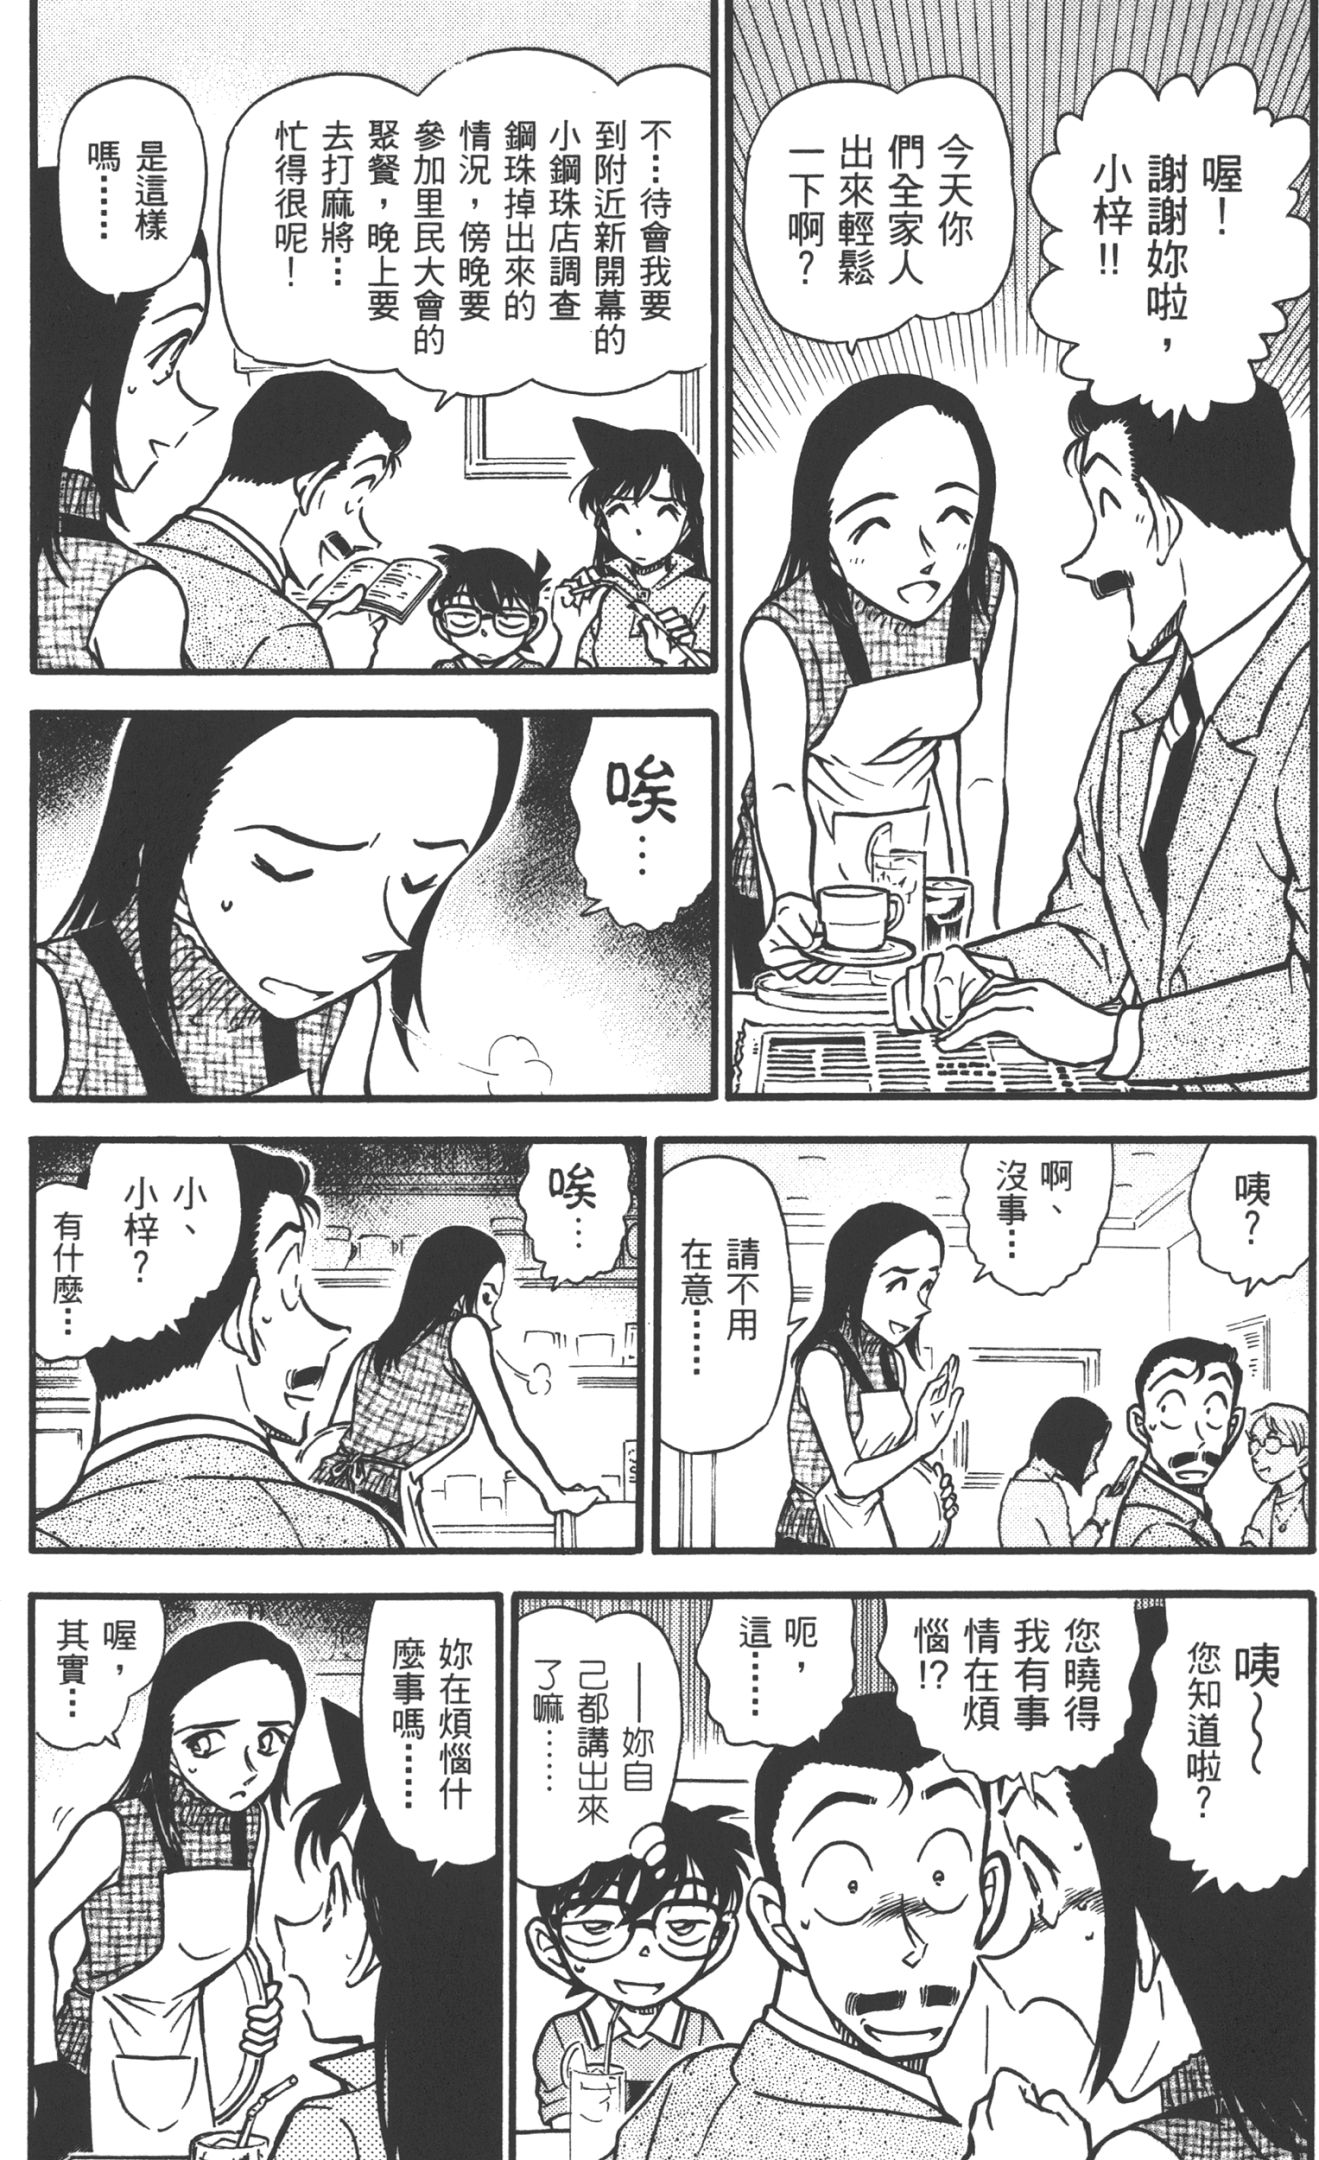 喔！
謝謝妳啦，
小梓!!
今天你
們全家人
出來輕鬆
一下啊？
不…待會我要
到附近新開幕的
小鋼珠店調查
鋼珠掉出來的
情況，傍晚要
參加里民大會的
聚餐，晚上要
去打麻將…
忙得很呢！
是這樣
嗎……
唉…
咦？
啊、
沒事…
請不用
在意……
唉…
小、
小梓？
有什麼…
咦～
您知道啦？
您曉得
我有事
情在煩
惱!?
呃，
這……
——妳自
己都講出來
了嘛……
妳在煩惱什
麼事嗎……
喔，
其實…